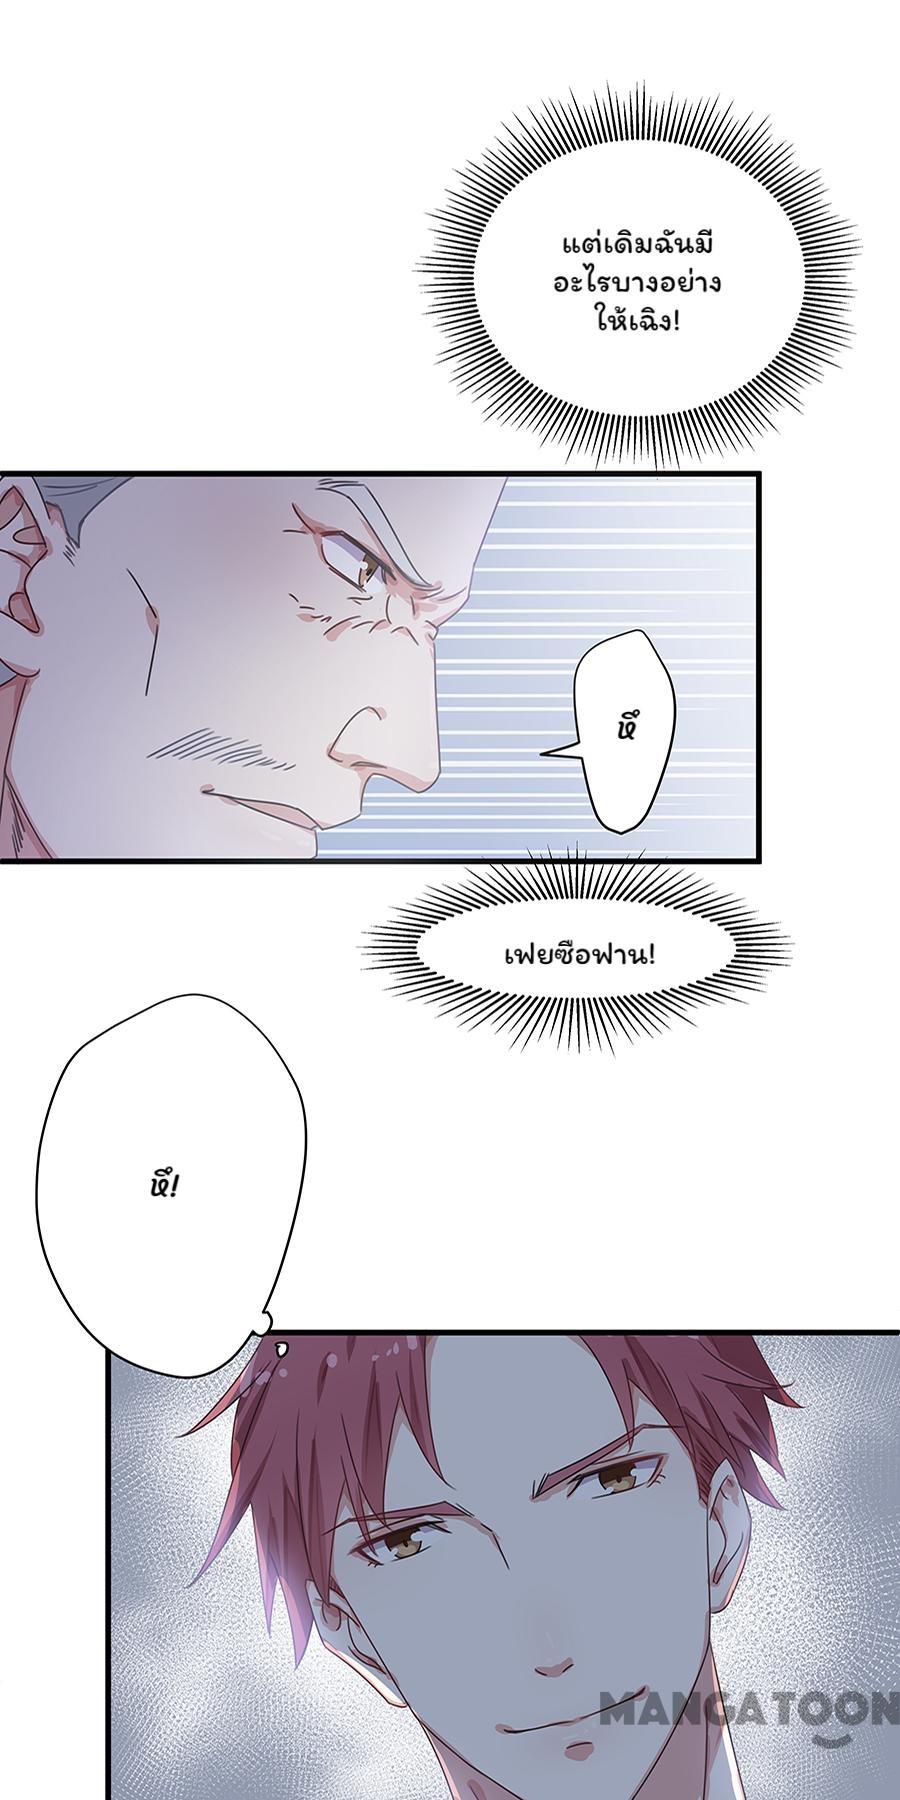 แต่เดิมฉันมี
อะไรบางอย่าง
ให้เฉิง!
หึ
เฟยซือฟาน!
หึ!
MANGATOON